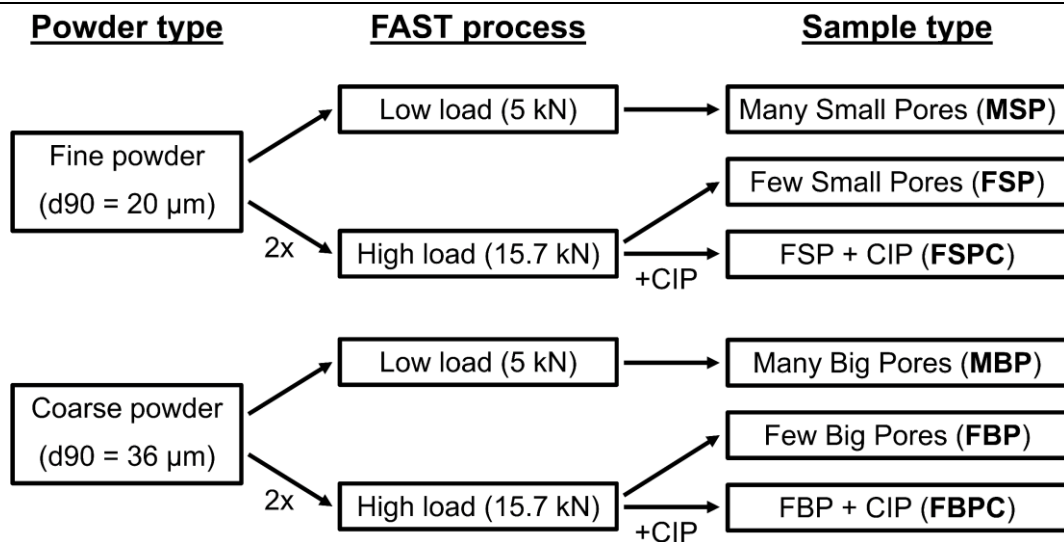 Powder type
FAST process
Sample type
Fine powder
(d90 = 20 µm)
2x
Low load (5 kN)
High load (15.7 kN)
+CIP
Many Small Pores (MSP)
Few Small Pores (FSP)
FSP + CIP (FSPC)
Coarse powder
(d90 = 36 µm)
2x
Low load (5 kN)
High load (15.7 kN)
+CIP
Many Big Pores (MBP)
Few Big Pores (FBP)
FBP + CIP (FBPC)